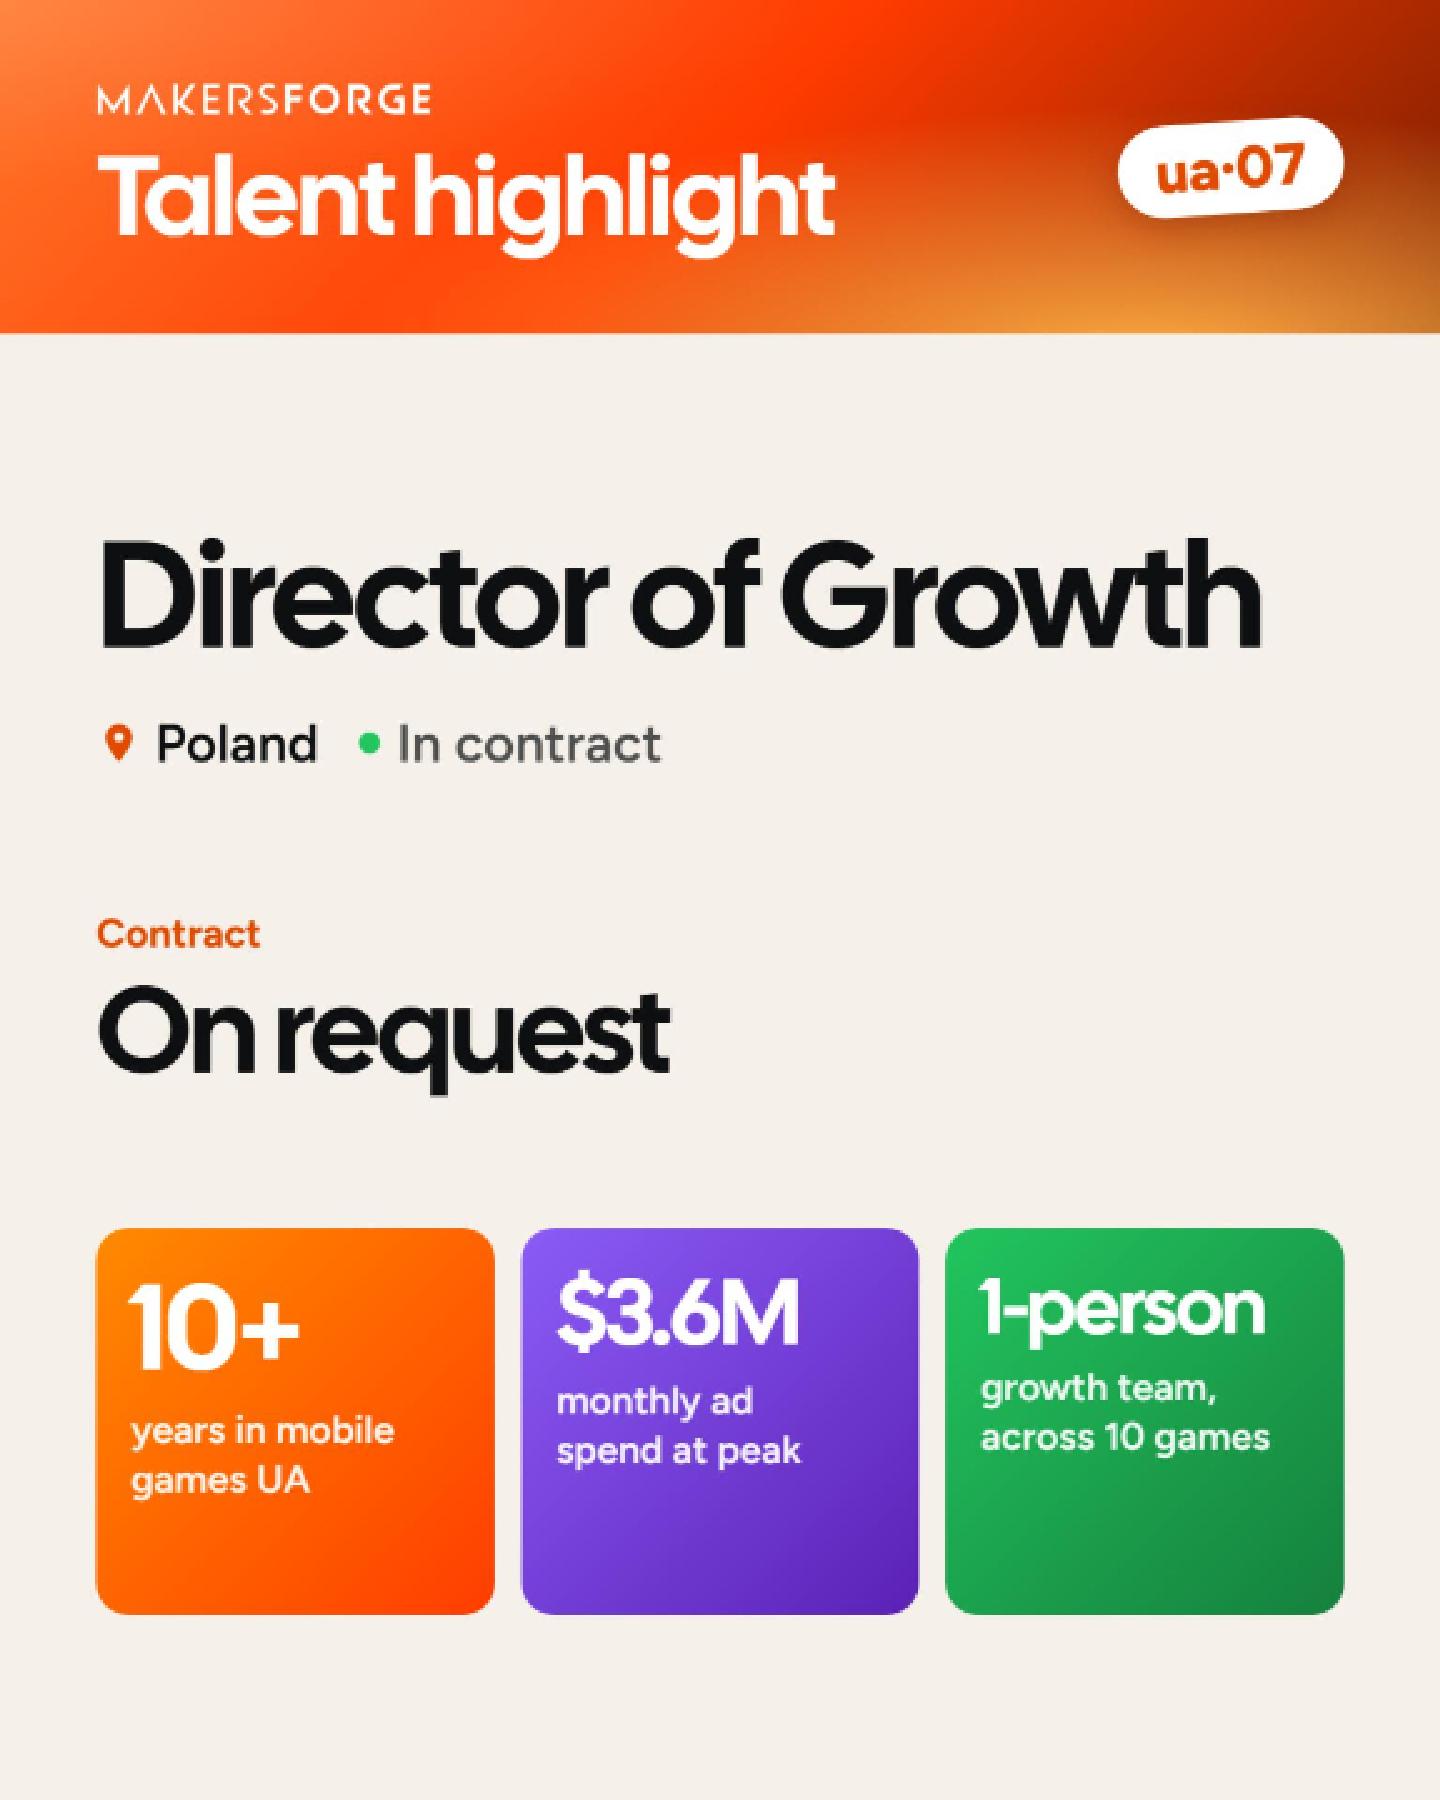 MAKERSFORGE
Talent highlight
ua·07
Director of Growth
Poland
In contract
Contract
On request
10+
years in mobile
games UA
$3.6M
monthly ad
spend at peak
1-person
growth team,
across 10 games